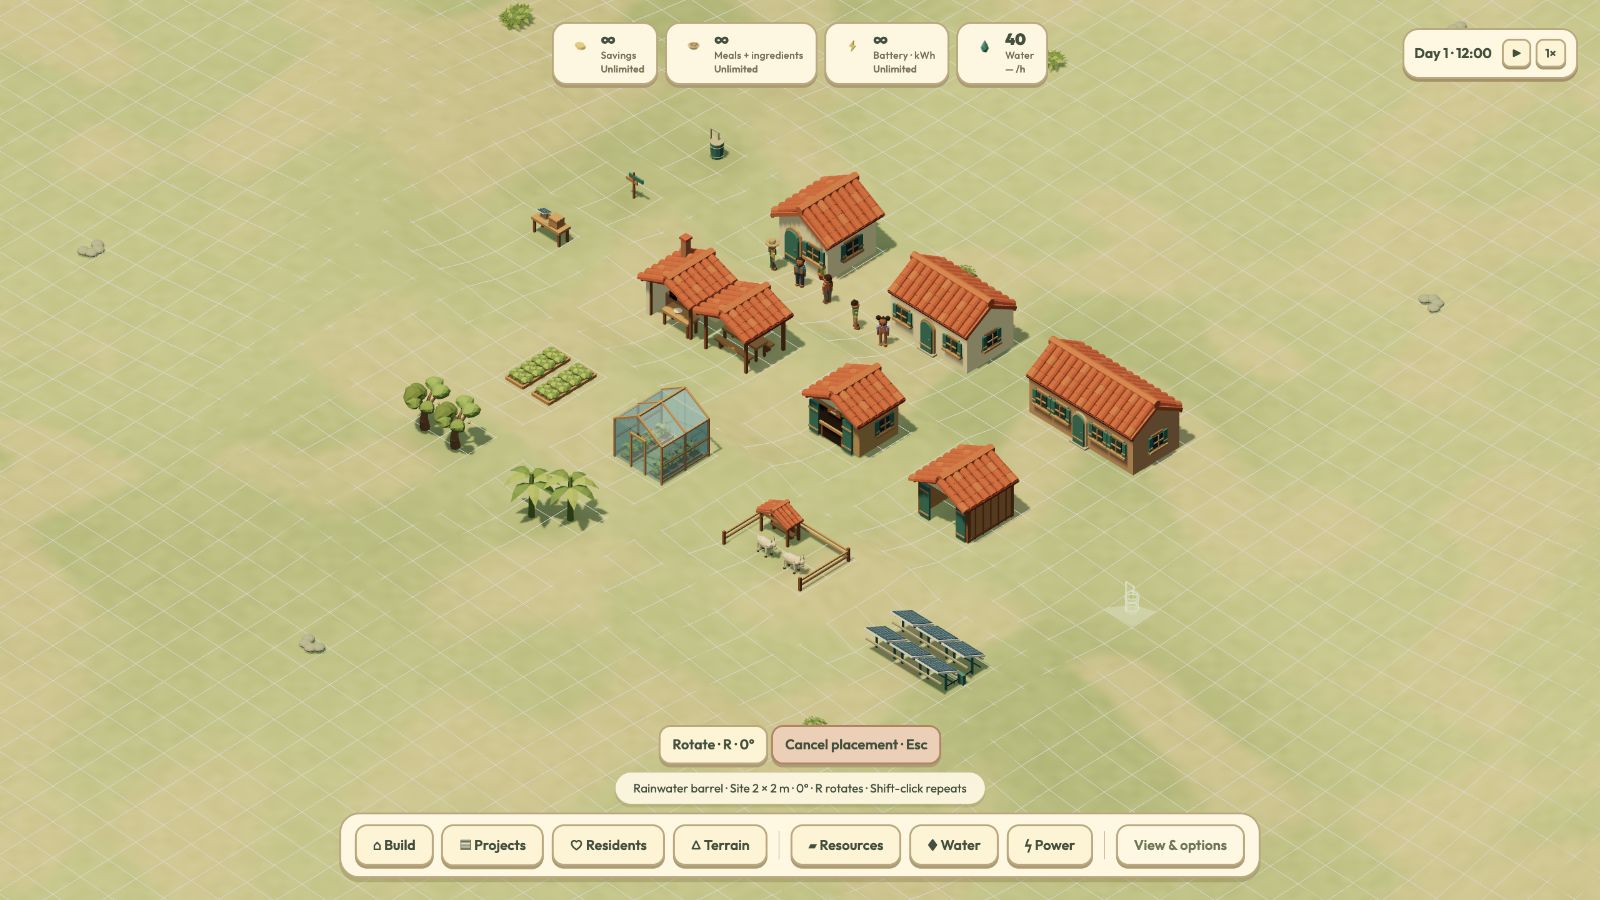 ∞
Savings
Unlimited
∞
Meals + ingredients
Unlimited
∞
Battery · kWh
Unlimited
40
Water
— /h
Day 1 · 12:00
1×
Rotate · R · 0°
Cancel placement · Esc
Rainwater barrel · Site 2 × 2 m · 0° · R rotates · Shift-click repeats
Build
Projects
Residents
Terrain
Resources
Water
Power
View & options